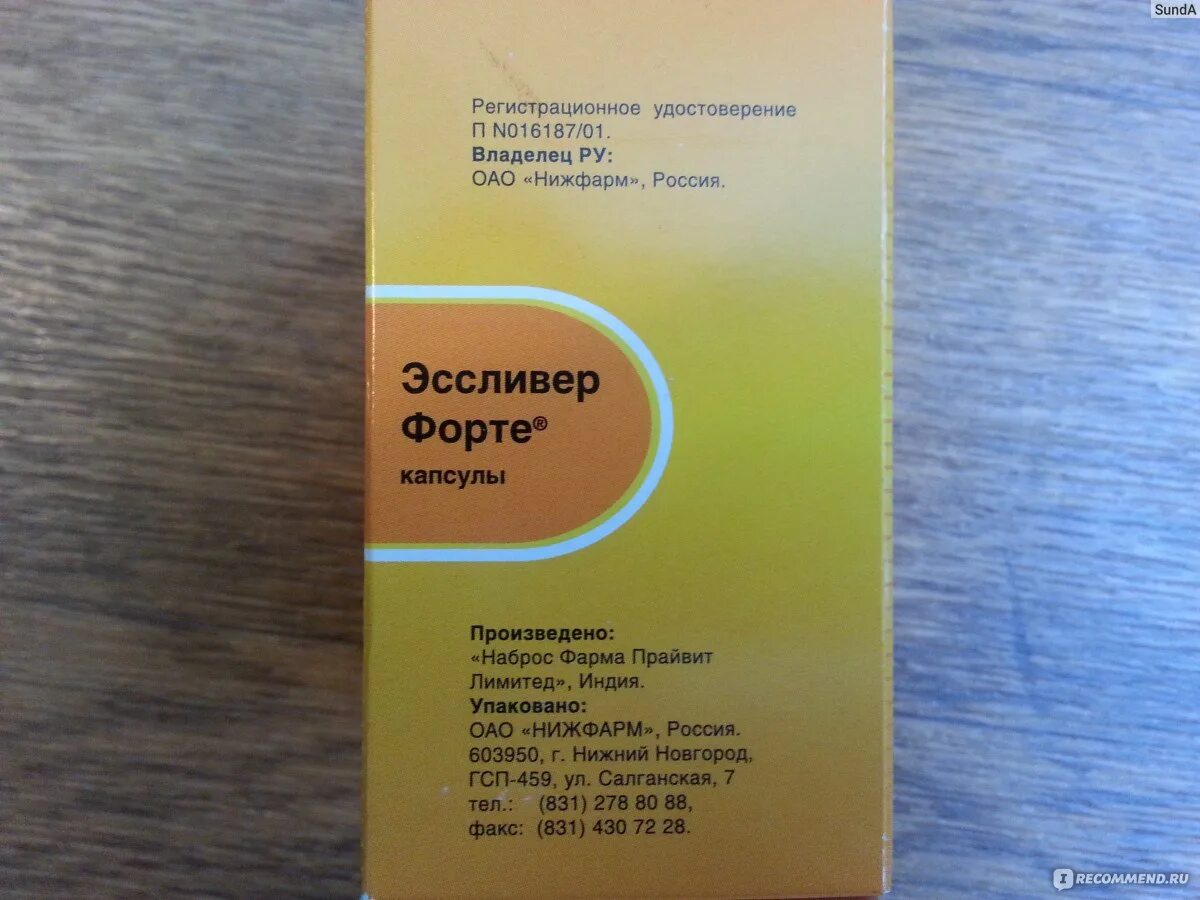 SundA
Регистрационное удостоверение
П N016187/01.
Владелец РУ:
ОАО «Нижфарм», Россия.
Эссливер
Форте®
капсулы
Произведено:
«Наброс Фарма Прайвит
Лимитед», Индия.
Упаковано:
ОАО «НИЖФАРМ», Россия.
603950, г. Нижний Новгород,
ГСП-459, ул. Салганская, 7
тел.: (831) 278 80 88,
факс: (831) 430 72 28.
IRECOMMEND.RU